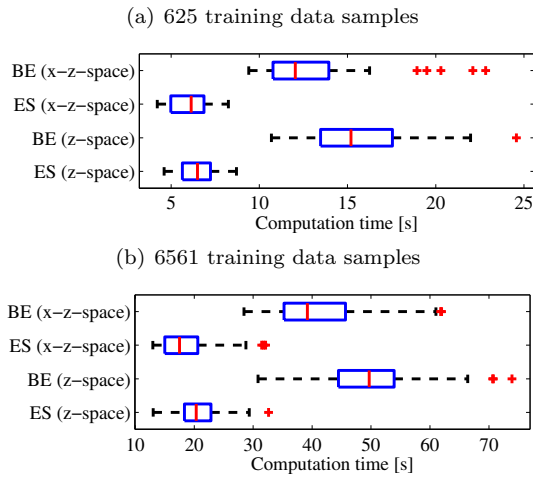 (a) 625 training data samples
BE (x−z−space)
ES (x−z−space)
BE (z−space)
ES (z−space)
5 10 15 20 25
Computation time [s]
(b) 6561 training data samples
BE (x−z−space)
ES (x−z−space)
BE (z−space)
ES (z−space)
10 20 30 40 50 60 70
Computation time [s]